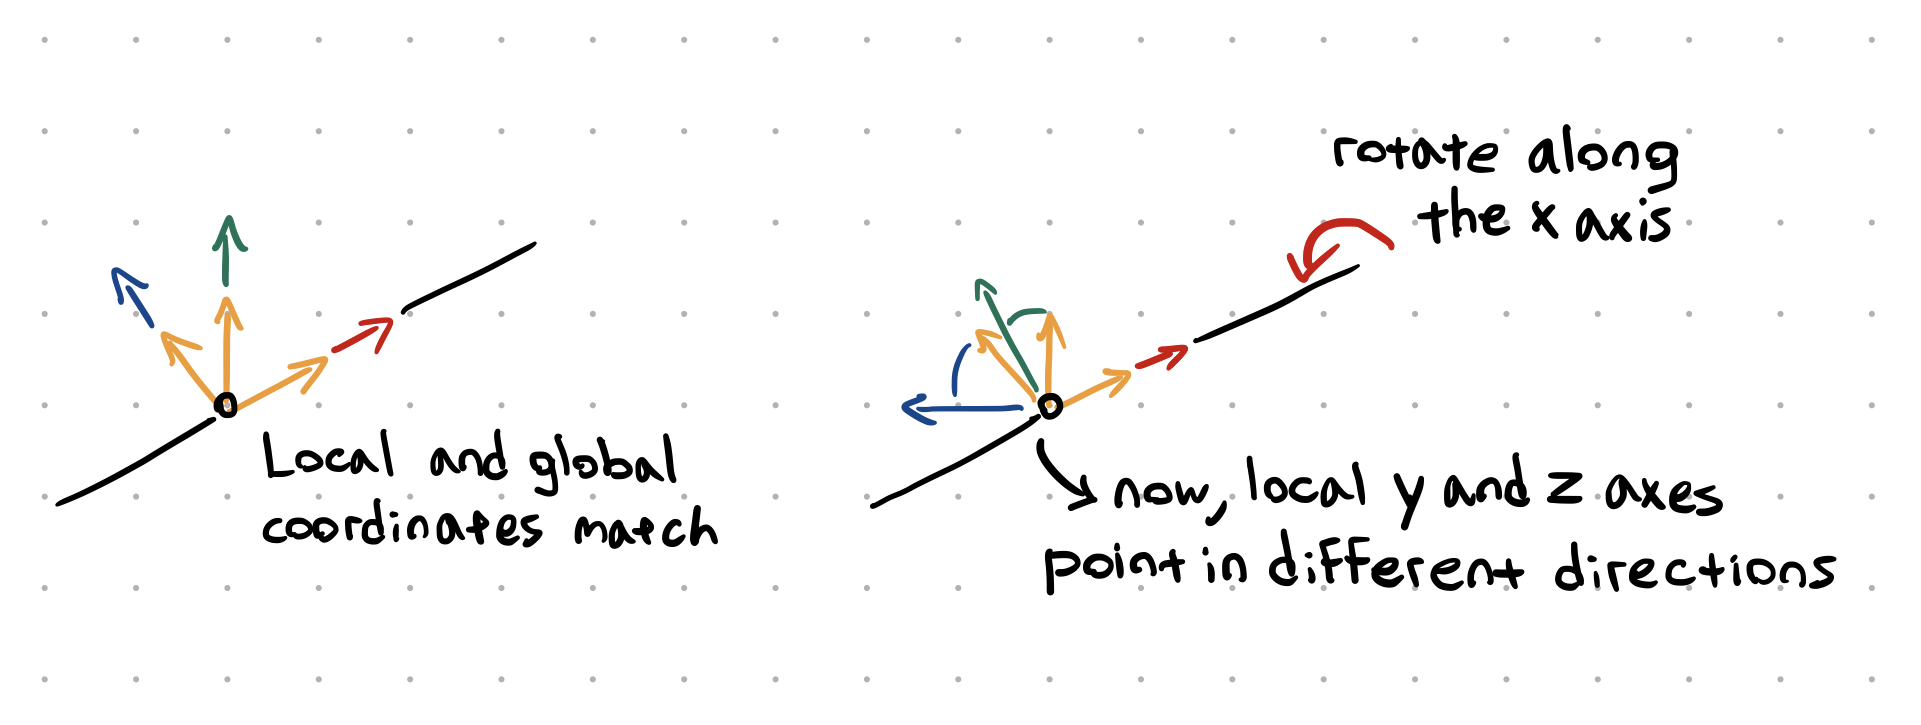 Local and global
coordinates match
rotate along
the x axis
now, local y and z axes
point in different directions